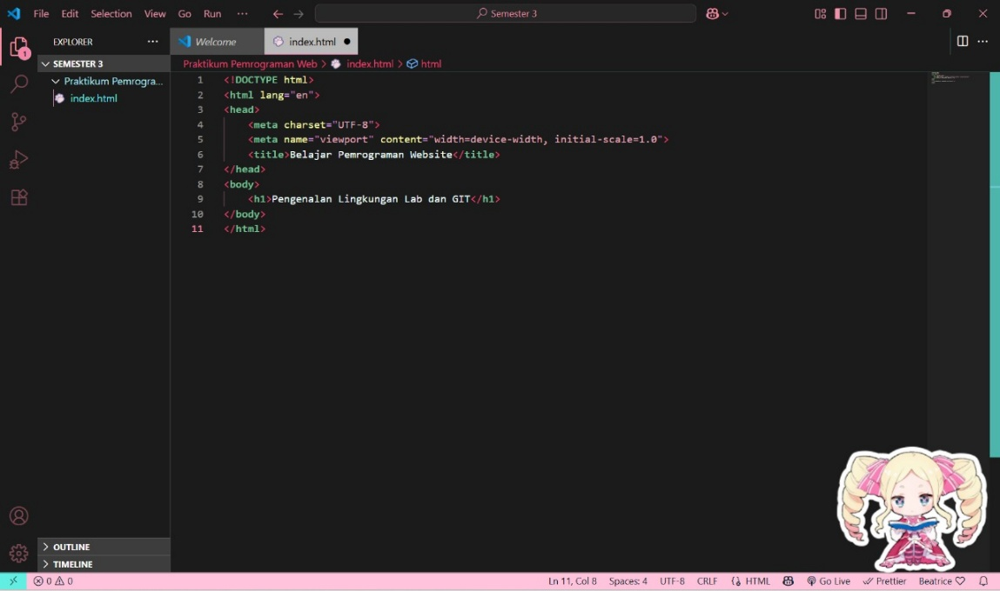 File Edit Selection View Go Run ··· Semester 3
EXPLORER ···
Welcome index.html
SEMESTER 3
Praktikum Pemrogra...
index.html
Praktikum Pemrograman Web > index.html > html
1 <!DOCTYPE html>
2 <html lang="en">
3 <head>
4 <meta charset="UTF-8">
5 <meta name="viewport" content="width=device-width, initial-scale=1.0">
6 <title>Belajar Pemrograman Website</title>
7 </head>
8 <body>
9 <h1>Pengenalan Lingkungan Lab dan GIT</h1>
10 </body>
11 </html>
1
OUTLINE
TIMELINE
0 0 Ln 11, Col 8 Spaces: 4 UTF-8 CRLF HTML Go Live Prettier Beatrice ♡